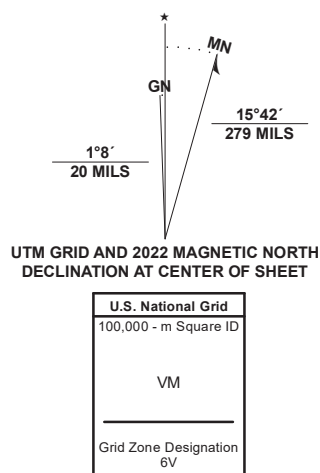 ★
MN
GN
15°42´
279 MILS
1°8´
20 MILS
UTM GRID AND 2022 MAGNETIC NORTH
DECLINATION AT CENTER OF SHEET
U.S. National Grid
100,000 - m Square ID
VM
Grid Zone Designation
6V